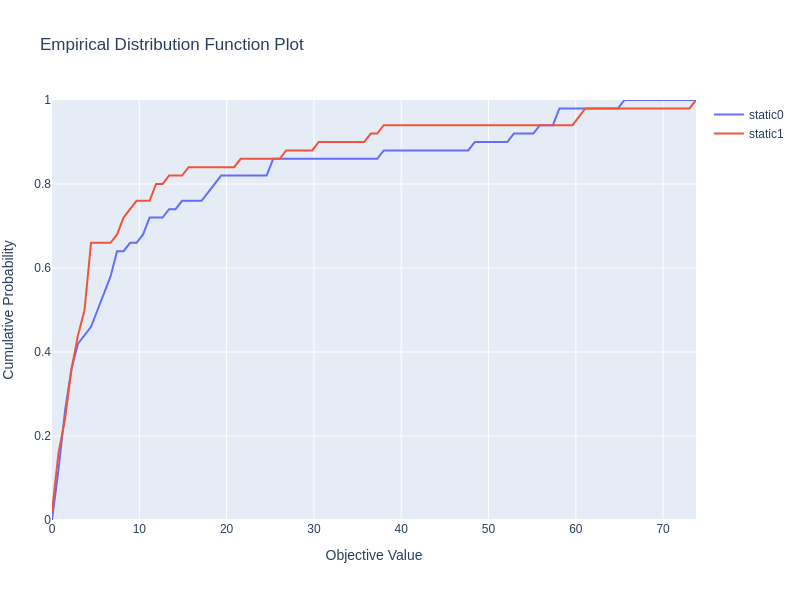 Empirical Distribution Function Plot
static0
static1
1
0.8
0.6
0.4
0.2
0
Cumulative Probability
0 10 20 30 40 50 60 70
Objective Value